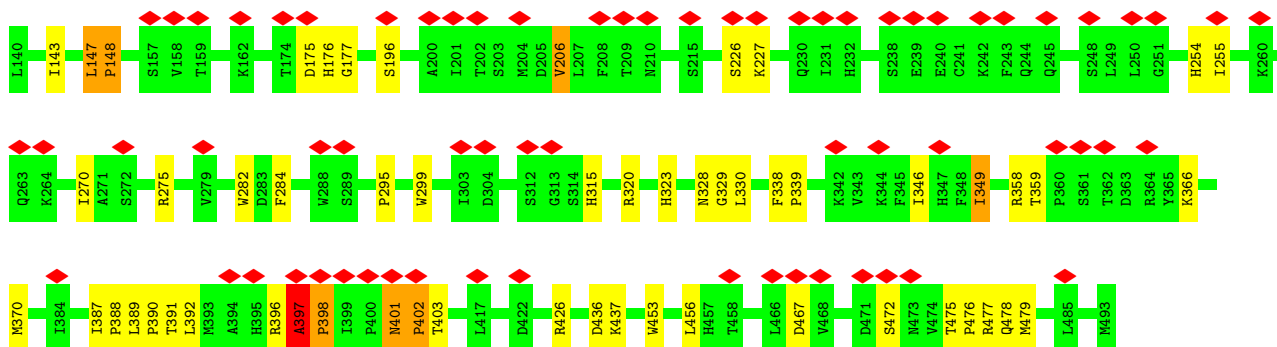 L140 I143 L147 P148 S157 V158 T159 K162 T174 D175 H176 G177 S196 A200 I201 T202 S203 M204 D205 V206 L207 F208 T209 N210 S215 S226 K227 Q230 I231 H232 S238 E239 E240 C241 K242 F243 Q244 Q245 S248 L249 L250 G251 H254 I255 K260
Q263 K264 I270 A271 S272 R275 V279 W282 D283 F284 W288 S289 P295 W299 I303 D304 S312 G313 S314 H315 R320 H323 N328 G329 L330 F338 P339 K342 V343 K344 F345 I346 H347 F348 I349 R358 T359 P360 S361 T362 D363 R364 Y365 K366
M370 I384 I387 P388 L389 P390 T391 L392 M393 A394 H395 R396 A397 P398 I399 P400 N401 P402 T403 L417 D422 R426 D436 K437 W453 L456 H457 T458 L466 D467 V468 D471 S472 N473 V474 T475 P476 R477 Q478 M479 L485 M493